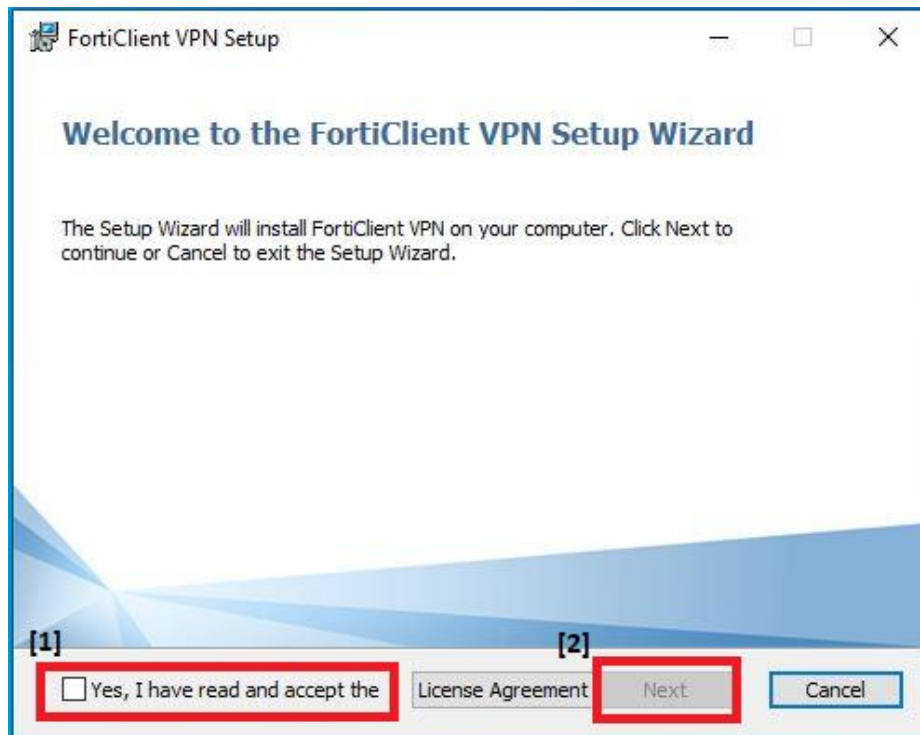 FortiClient VPN Setup
Welcome to the FortiClient VPN Setup Wizard
The Setup Wizard will install FortiClient VPN on your computer. Click Next to
continue or Cancel to exit the Setup Wizard.
[1]
[2]
Yes, I have read and accept the License Agreement Next Cancel